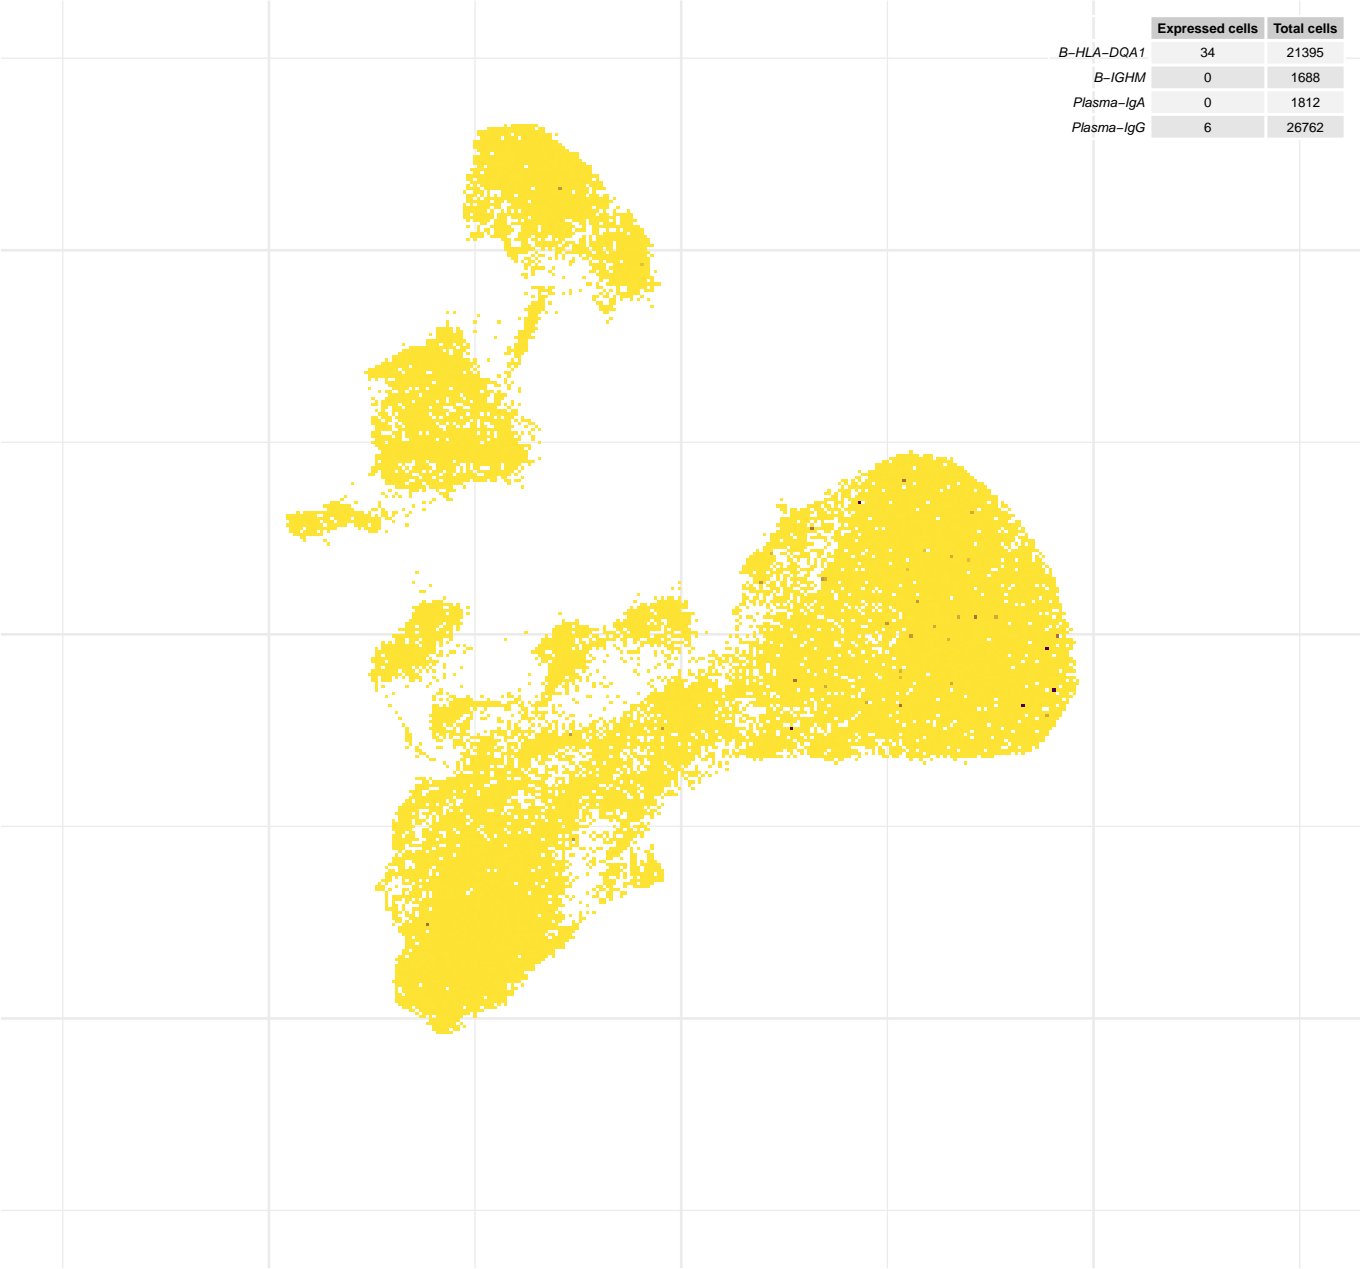 Expressed cells Total cells
B−HLA−DQA1 34 21395
B−IGHM 0 1688
Plasma−IgA 0 1812
Plasma−IgG 6 26762